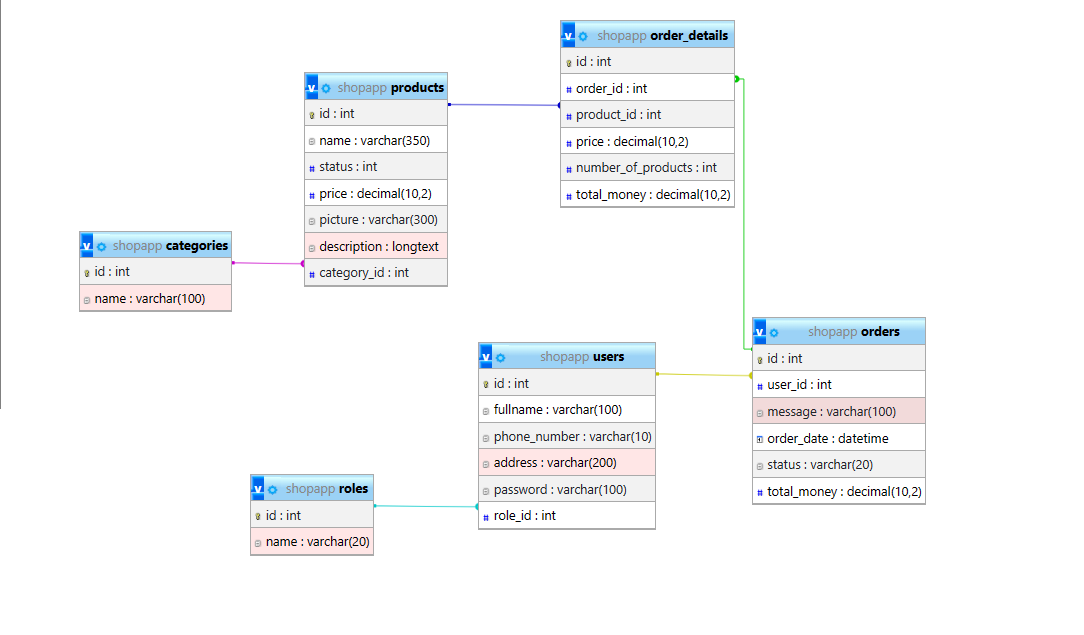 shopapp order_details
id : int
order_id : int
product_id : int
price : decimal(10,2)
number_of_products : int
total_money : decimal(10,2)
shopapp products
id : int
name : varchar(350)
status : int
price : decimal(10,2)
picture : varchar(300)
description : longtext
category_id : int
shopapp categories
id : int
name : varchar(100)
shopapp orders
id : int
user_id : int
message : varchar(100)
order_date : datetime
status : varchar(20)
total_money : decimal(10,2)
shopapp users
id : int
fullname : varchar(100)
phone_number : varchar(10)
address : varchar(200)
password : varchar(100)
role_id : int
shopapp roles
id : int
name : varchar(20)